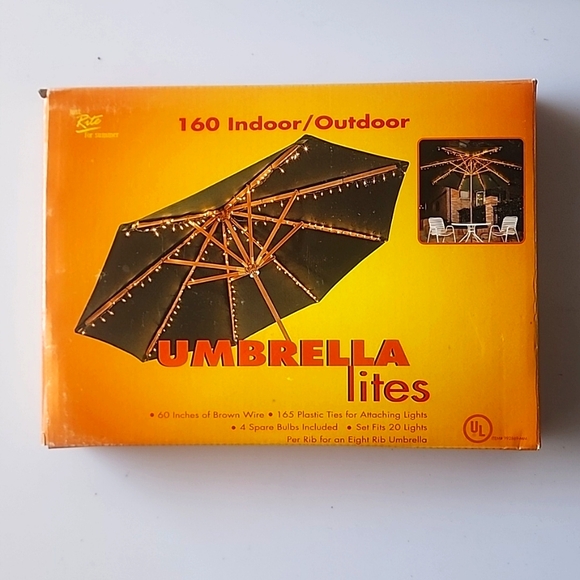 Rite
160 Indoor/Outdoor
UMBRELLA
lites
• 60 Inches of Brown Wire • 165 Plastic Ties for Attaching Lights
• 4 Spare Bulbs Included • Set Fits 20 Lights
Per Rib for an Eight Rib Umbrella
UL